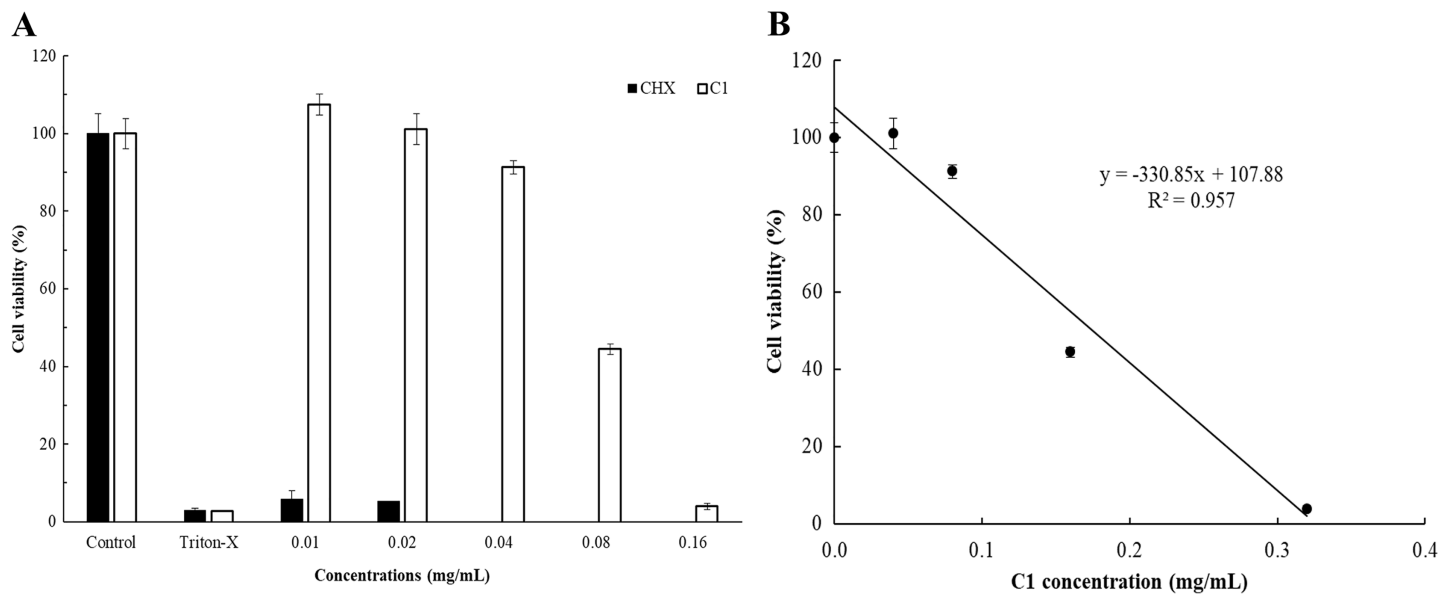 A
120
100
80
60
40
20
0
Cell viability (%)
CHX C1
Control Triton-X 0.01 0.02 0.04 0.08 0.16
Concentrations (mg/mL)
B
120
100
80
60
40
20
0
Cell viability (%)
y = -330.85x + 107.88
R² = 0.957
0.0 0.1 0.2 0.3 0.4
C1 concentration (mg/mL)